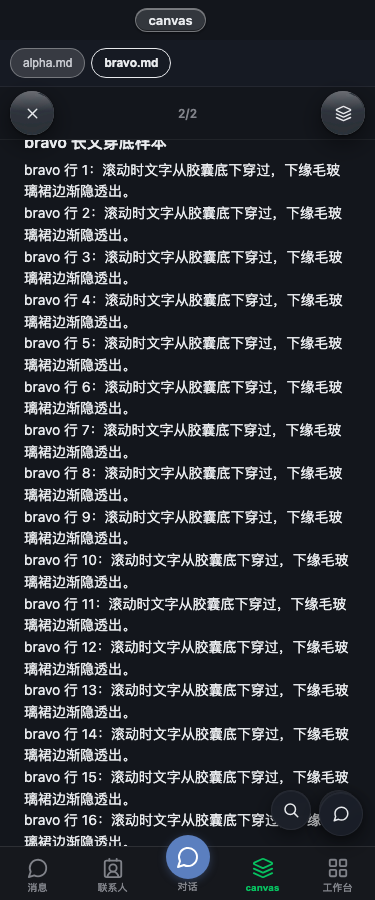 canvas
alpha.md
bravo.md
2/2
bravo 长文穿底样本
bravo 行 1：滚动时文字从胶囊底下穿过，下缘毛玻
璃裙边渐隐透出。
bravo 行 2：滚动时文字从胶囊底下穿过，下缘毛玻
璃裙边渐隐透出。
bravo 行 3：滚动时文字从胶囊底下穿过，下缘毛玻
璃裙边渐隐透出。
bravo 行 4：滚动时文字从胶囊底下穿过，下缘毛玻
璃裙边渐隐透出。
bravo 行 5：滚动时文字从胶囊底下穿过，下缘毛玻
璃裙边渐隐透出。
bravo 行 6：滚动时文字从胶囊底下穿过，下缘毛玻
璃裙边渐隐透出。
bravo 行 7：滚动时文字从胶囊底下穿过，下缘毛玻
璃裙边渐隐透出。
bravo 行 8：滚动时文字从胶囊底下穿过，下缘毛玻
璃裙边渐隐透出。
bravo 行 9：滚动时文字从胶囊底下穿过，下缘毛玻
璃裙边渐隐透出。
bravo 行 10：滚动时文字从胶囊底下穿过，下缘毛玻
璃裙边渐隐透出。
bravo 行 11：滚动时文字从胶囊底下穿过，下缘毛玻
璃裙边渐隐透出。
bravo 行 12：滚动时文字从胶囊底下穿过，下缘毛玻
璃裙边渐隐透出。
bravo 行 13：滚动时文字从胶囊底下穿过，下缘毛玻
璃裙边渐隐透出。
bravo 行 14：滚动时文字从胶囊底下穿过，下缘毛玻
璃裙边渐隐透出。
bravo 行 15：滚动时文字从胶囊底下穿过，下缘毛玻
璃裙边渐隐透出。
bravo 行 16：滚动时文字从胶囊底下穿
璃裙边渐隐透出。
消息
联系人
对话
canvas
工作台